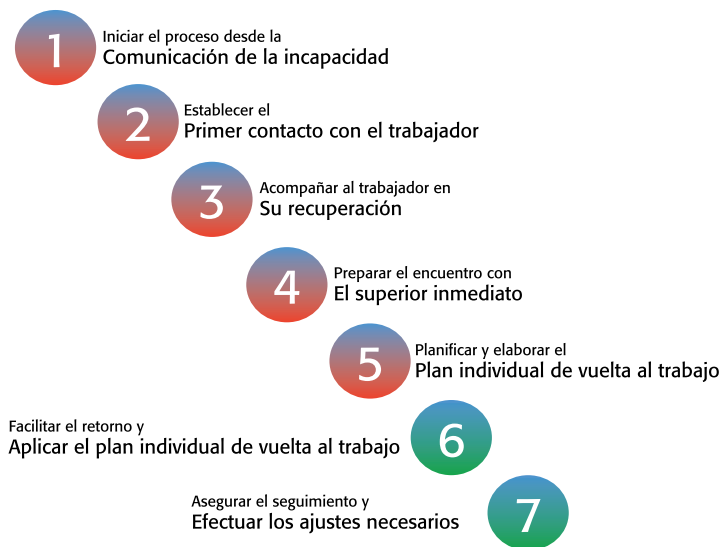 1
Iniciar el proceso desde la
Comunicación de la incapacidad
2
Establecer el
Primer contacto con el trabajador
3
Acompañar al trabajador en
Su recuperación
4
Preparar el encuentro con
El superior inmediato
5
Planificar y elaborar el
Plan individual de vuelta al trabajo
Facilitar el retorno y
Aplicar el plan individual de vuelta al trabajo
6
Asegurar el seguimiento y
Efectuar los ajustes necesarios
7